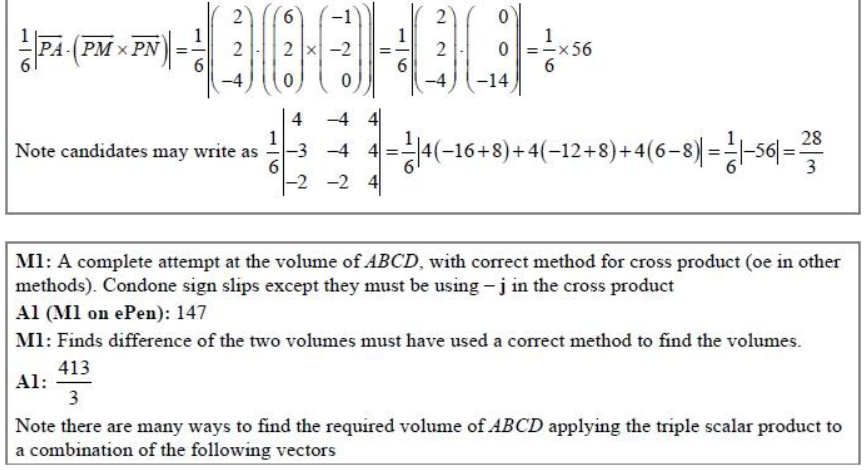 1/6 |PA·(PM × PN)| = 1/6 |(2 2 −4)·((6 2 0) × (−1 −2 0))| = 1/6 |(2 2 −4)·(0 0 −14)| = 1/6 × 56
Note candidates may write as 1/6 |4 −4 4; −3 −4 4; −2 −2 4| = 1/6 |4(−16+8)+4(−12+8)+4(6−8)| = 1/6 |−56| = 28/3
M1: A complete attempt at the volume of ABCD, with correct method for cross product (oe in other
methods). Condone sign slips except they must be using – j in the cross product
A1 (M1 on ePen): 147
M1: Finds difference of the two volumes must have used a correct method to find the volumes.
A1: 413/3
Note there are many ways to find the required volume of ABCD applying the triple scalar product to
a combination of the following vectors